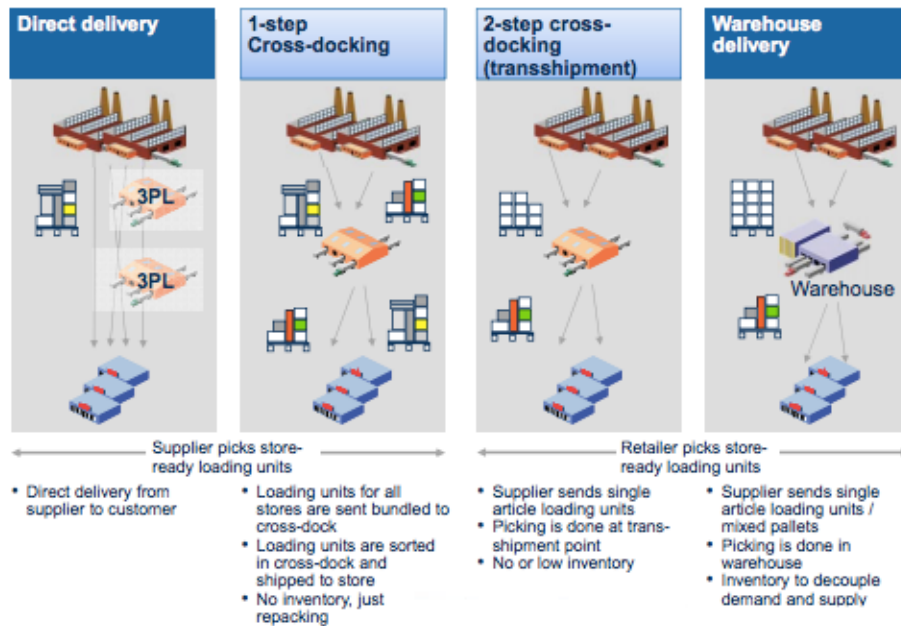 Direct delivery
1-step
Cross-docking
2-step cross-
docking
(transshipment)
Warehouse
delivery
3PL
3PL
Warehouse
Supplier picks store-
ready loading units
Retailer picks store-
ready loading units
• Direct delivery from
supplier to customer
• Loading units for all
stores are sent bundled to
cross-dock
• Loading units are sorted
in cross-dock and
shipped to store
• No inventory, just
repacking
• Supplier sends single
article loading units
• Picking is done at trans-
shipment point
• No or low inventory
• Supplier sends single
article loading units /
mixed pallets
• Picking is done in
warehouse
• Inventory to decouple
demand and supply